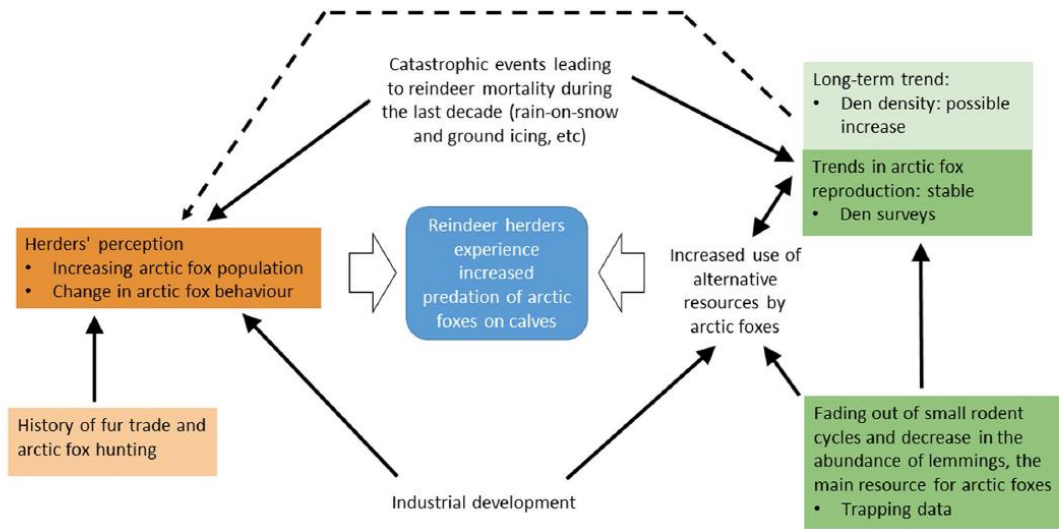 Catastrophic events leading
to reindeer mortality during
the last decade (rain-on-snow
and ground icing, etc)
Long-term trend:
• Den density: possible
increase
Trends in arctic fox
reproduction: stable
• Den surveys
Herders' perception
• Increasing arctic fox population
• Change in arctic fox behaviour
Reindeer herders
experience
increased
predation of arctic
foxes on calves
Increased use of
alternative
resources by
arctic foxes
History of fur trade and
arctic fox hunting
Industrial development
Fading out of small rodent
cycles and decrease in the
abundance of lemmings, the
main resource for arctic foxes
• Trapping data